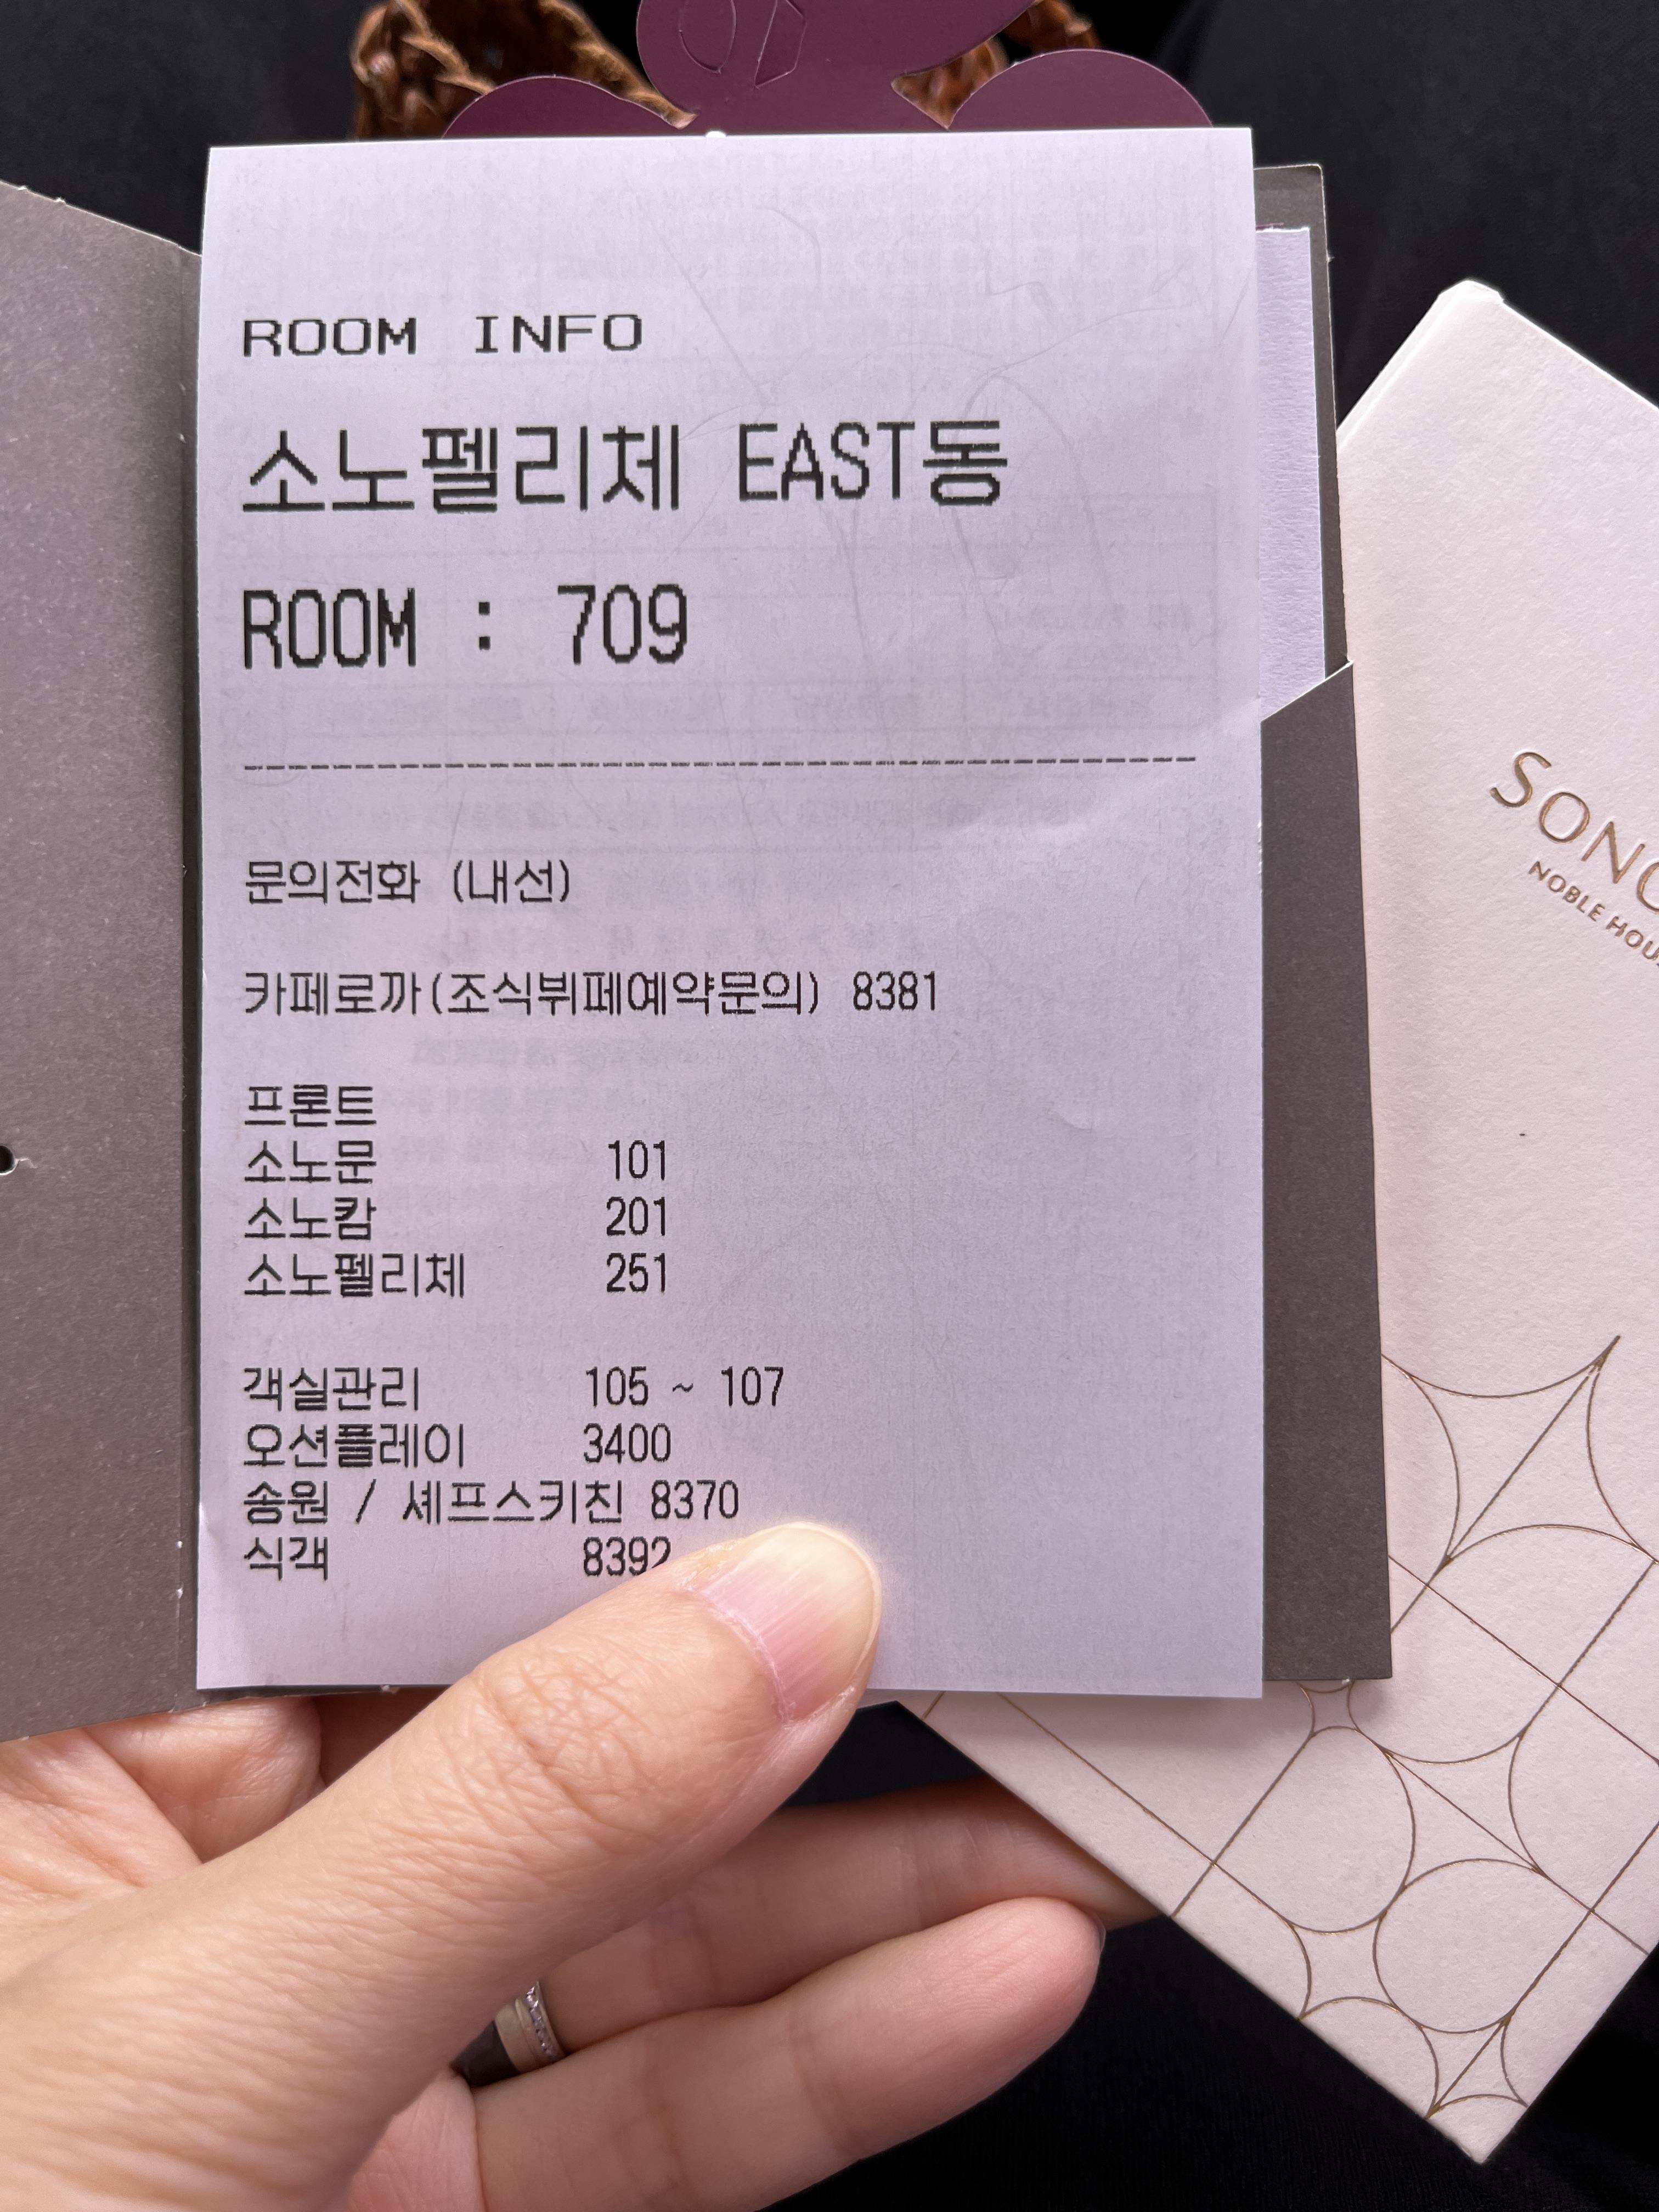 ROOM INFO
소노펠리체 EAST동
ROOM : 709
문의전화 (내선)
카페로까(조식뷔페예약문의) 8381
프론트
소노문 101
소노캄 201
소노펠리체 251
객실관리 105 ~ 107
오션플레이 3400
송원 / 셰프스키친 8370
식객 8392
SONO
NOBLE